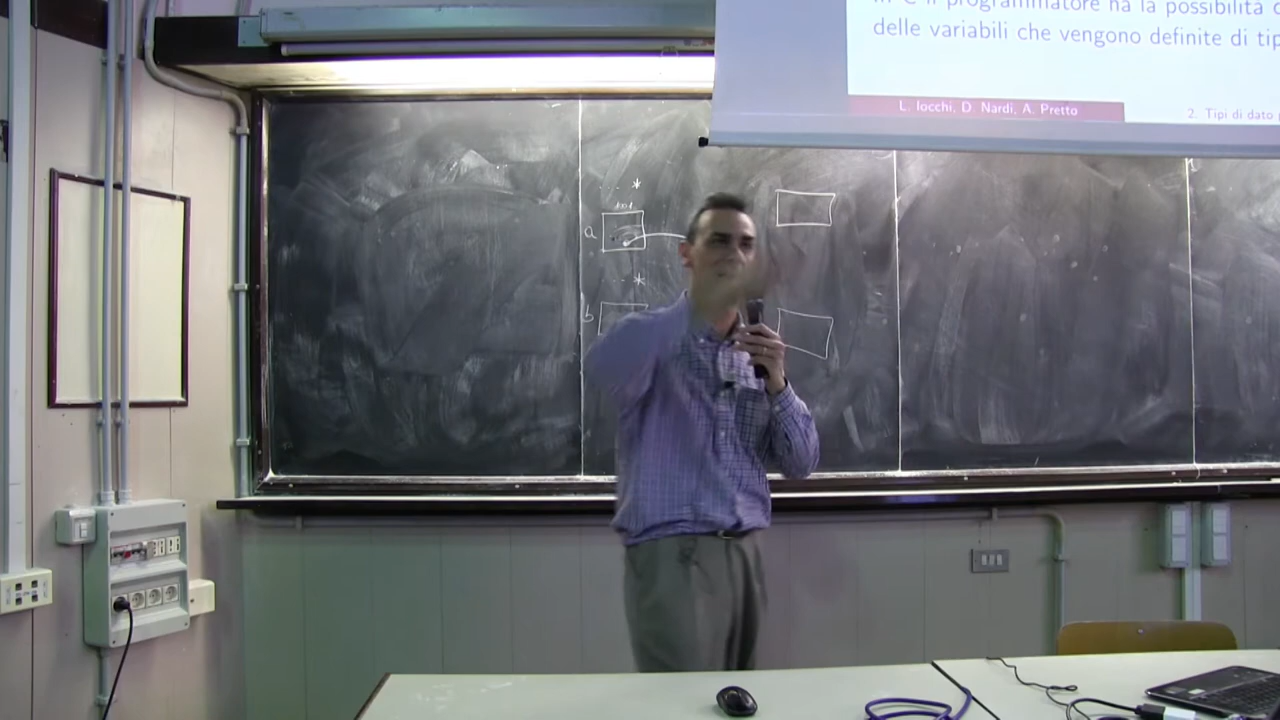 in C il programmatore ha la possibilità
delle variabili che vengono definite di tip
L. Iocchi, D. Nardi, A. Pretto
2. Tipi di dato
*
a
*
b